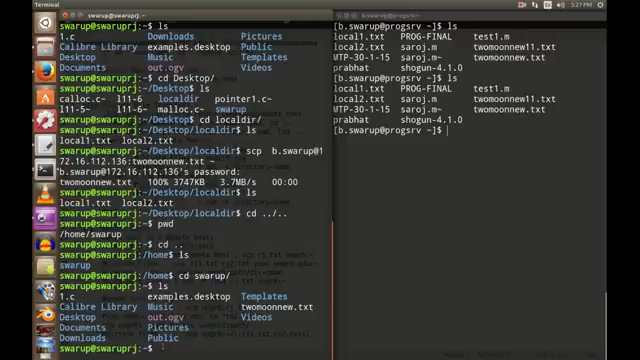 Terminal
5:27 PM
swarup@swaruprj: ~
b.swarup@progsrv:~
swarup@swaruprj:~$ ls
1.c Downloads Pictures
Calibre Library examples.desktop Public
Desktop Music Templates
Documents out.ogv Videos
swarup@swaruprj:~$ cd Desktop/
swarup@swaruprj:~/Desktop$ ls
calloc.c~ l11-6~ localdir pointer1.c~
l11-5~ l11-7~ malloc.c~ swarup
swarup@swaruprj:~/Desktop$ cd localdir/
swarup@swaruprj:~/Desktop/localdir$ ls
local1.txt local2.txt
swarup@swaruprj:~/Desktop/localdir$ scp b.swarup@1
72.16.112.136:twomoonnew.txt ~
b.swarup@172.16.112.136's password:
twomoonnew.txt 100% 3747KB 3.7MB/s 00:00
swarup@swaruprj:~/Desktop/localdir$ ls
local1.txt local2.txt
swarup@swaruprj:~/Desktop/localdir$ cd ../..
swarup@swaruprj:~$ pwd
/home/swarup
swarup@swaruprj:~$ cd ..
swarup@swaruprj:/home$ ls
swarup
swarup@swaruprj:/home$ cd swarup/
swarup@swaruprj:~$ ls
1.c examples.desktop Templates
Calibre Library Music twomoonnew.txt
Desktop out.ogv Videos
Documents Pictures
Downloads Public
swarup@swaruprj:~$
[b.swarup@progsrv ~]$ ls
local1.txt PROG-FINAL test1.m
local2.txt saroj.m twomoonnew11.txt
MTP-30-1-15 saroj.m~ twomoonnew.txt
prabhat shogun-4.1.0
[b.swarup@progsrv ~]$ ls
local1.txt PROG-FINAL test1.m
local2.txt saroj.m twomoonnew11.txt
MTP-30-1-15 saroj.m~ twomoonnew.txt
prabhat shogun-4.1.0
[b.swarup@progsrv ~]$